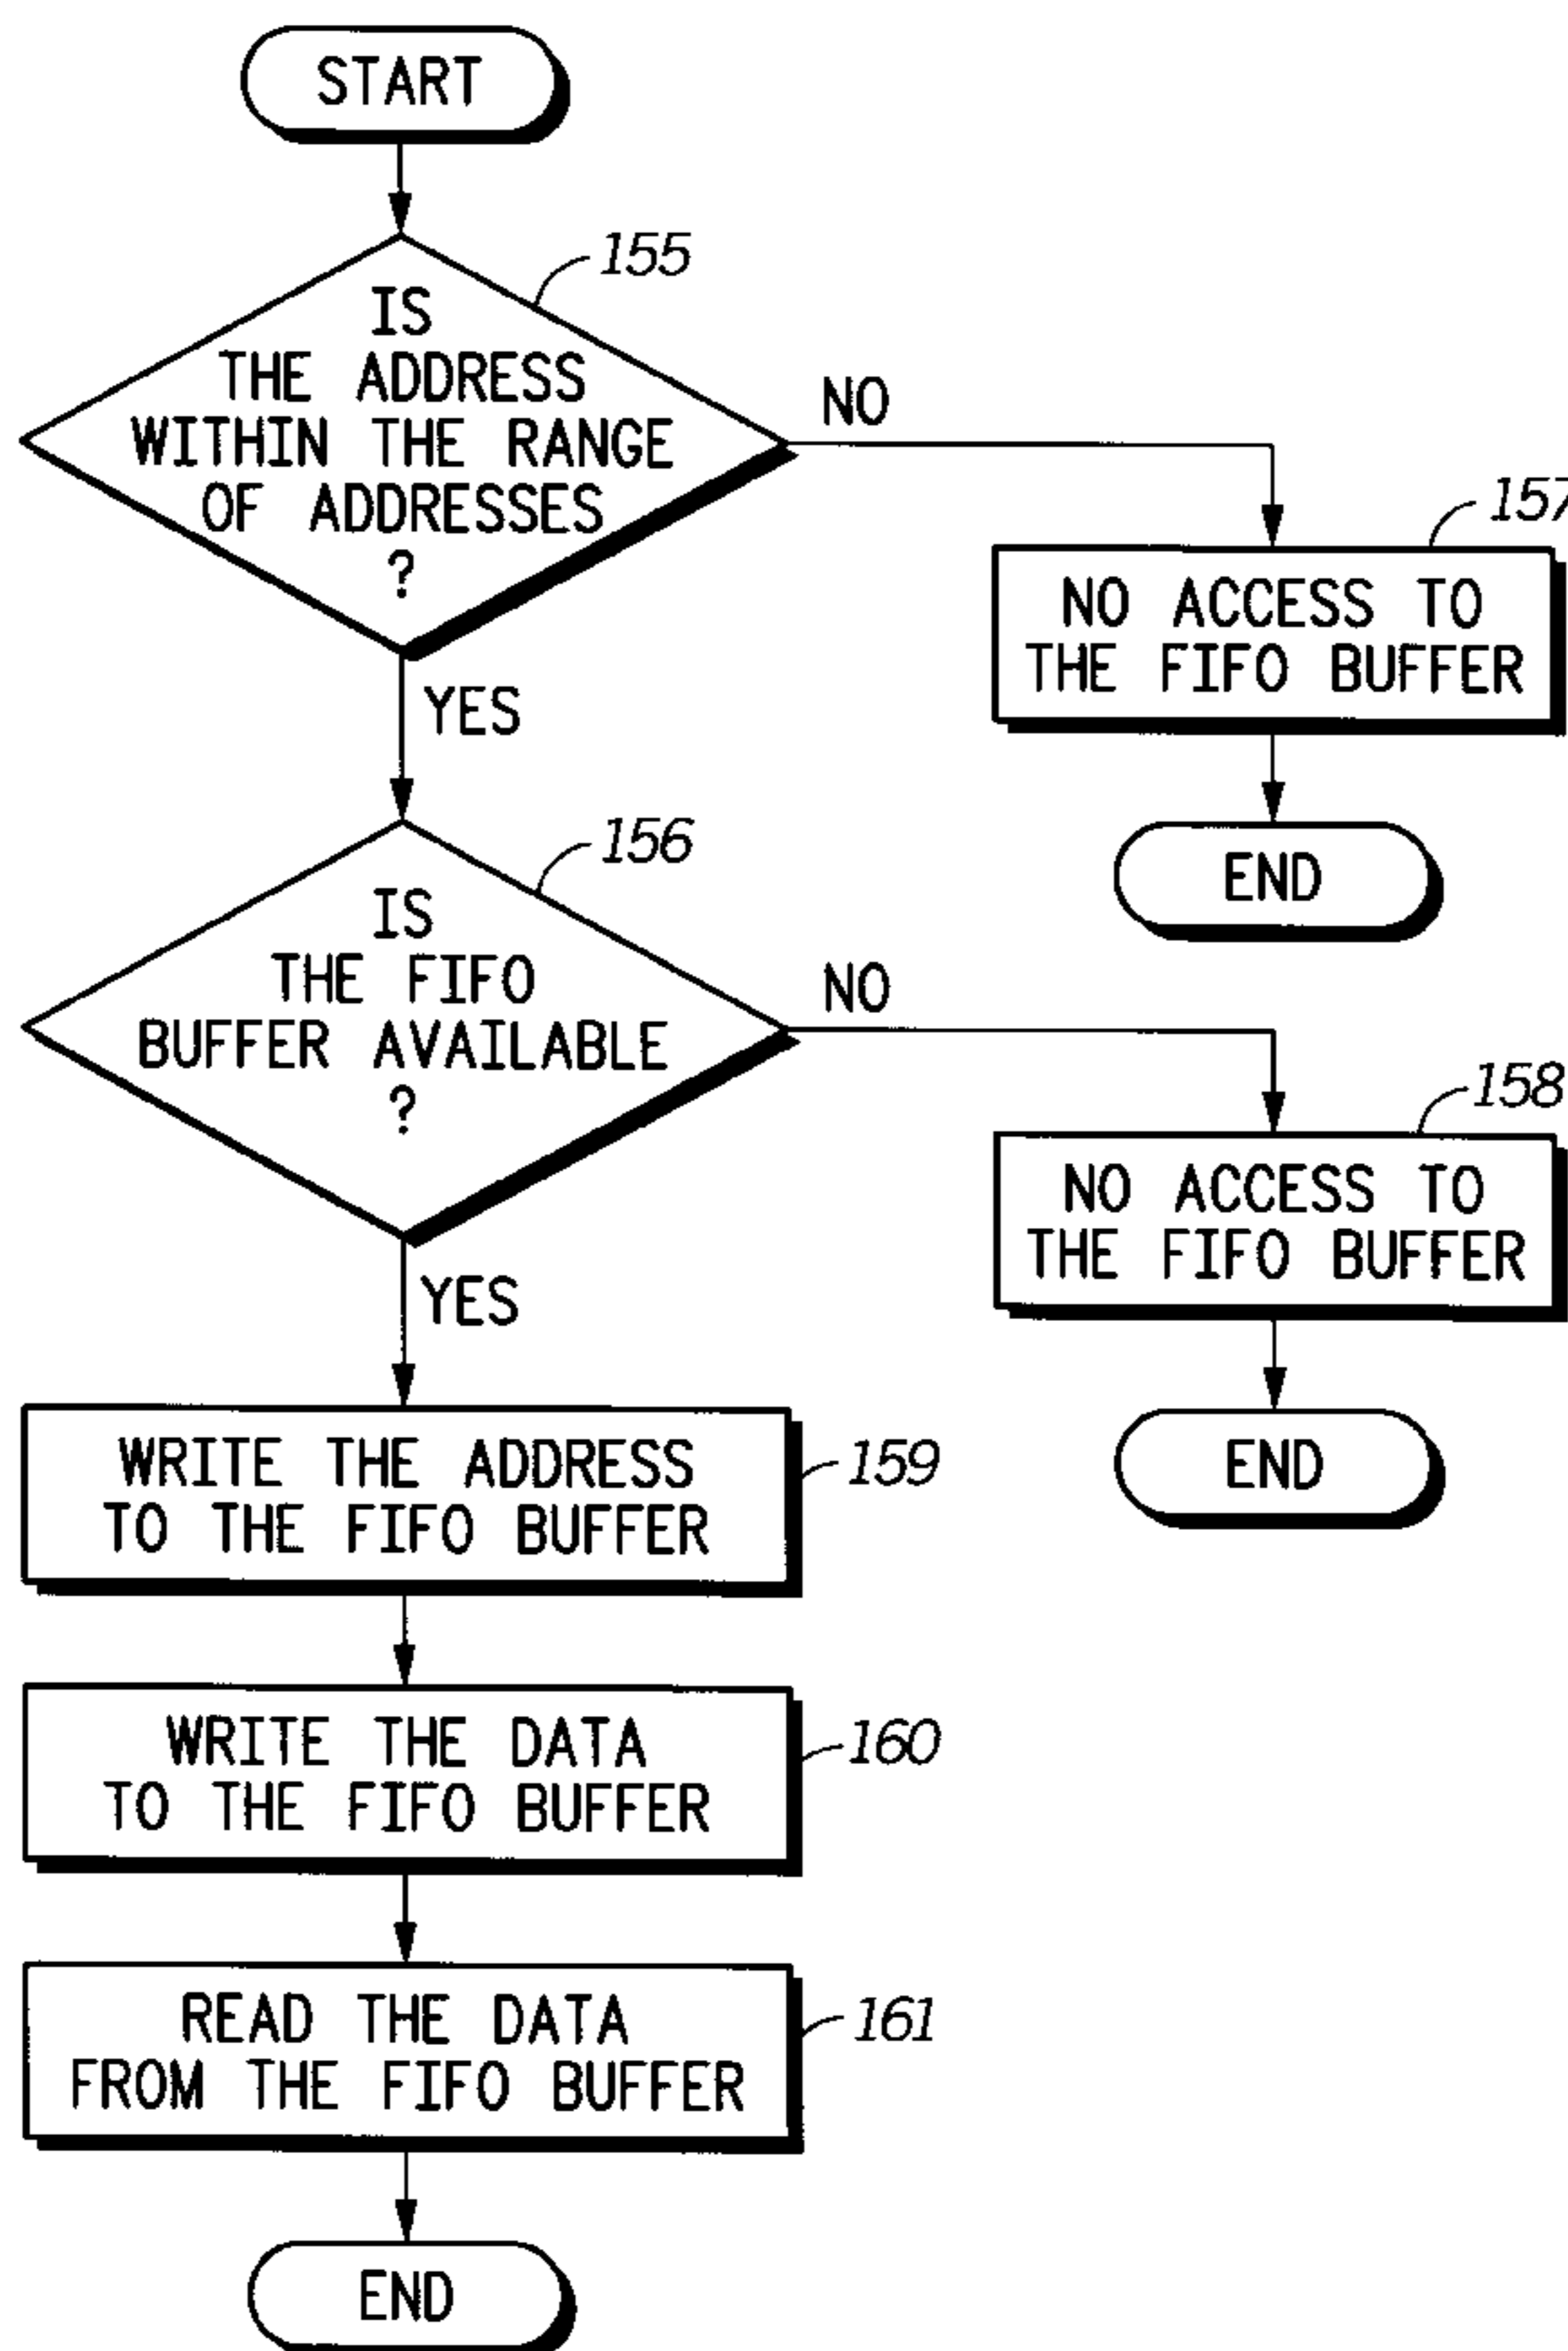 START
155
IS
THE ADDRESS
WITHIN THE RANGE
OF ADDRESSES
?
NO
157
NO ACCESS TO
THE FIFO BUFFER
YES
END
156
IS
THE FIFO
BUFFER AVAILABLE
?
NO
158
NO ACCESS TO
THE FIFO BUFFER
YES
END
WRITE THE ADDRESS
TO THE FIFO BUFFER
159
WRITE THE DATA
TO THE FIFO BUFFER
160
READ THE DATA
FROM THE FIFO BUFFER
161
END